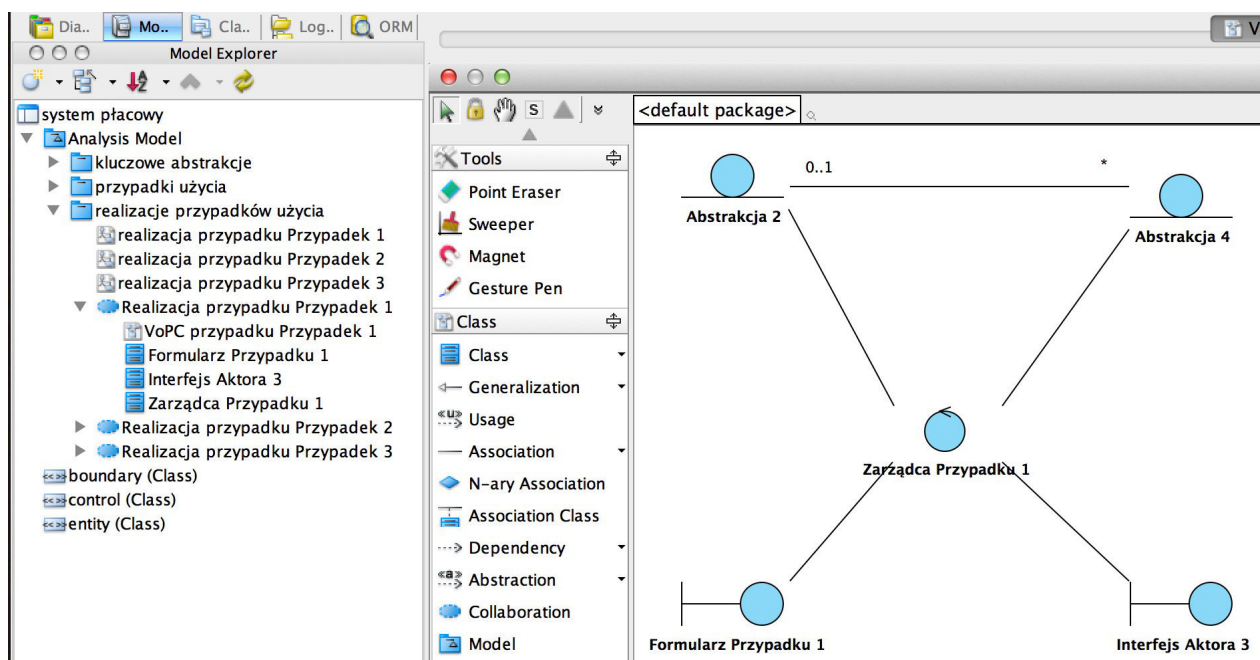 Dia..
Mo..
Cla..
Log..
ORM
V
Model Explorer
system płacowy
Analysis Model
kluczowe abstrakcje
przypadki użycia
realizacje przypadków użycia
realizacja przypadku Przypadek 1
realizacja przypadku Przypadek 2
realizacja przypadku Przypadek 3
Realizacja przypadku Przypadek 1
VoPC przypadku Przypadek 1
Formularz Przypadku 1
Interfejs Aktora 3
Zarządca Przypadku 1
Realizacja przypadku Przypadek 2
Realizacja przypadku Przypadek 3
boundary (Class)
control (Class)
entity (Class)
S
Tools
Point Eraser
Sweeper
Magnet
Gesture Pen
Class
Class
Generalization
«u» Usage
Association
N-ary Association
Association Class
Dependency
«a» Abstraction
Collaboration
Model
<default package>
0..1
*
Abstrakcja 2
Abstrakcja 4
Zarządca Przypadku 1
Formularz Przypadku 1
Interfejs Aktora 3